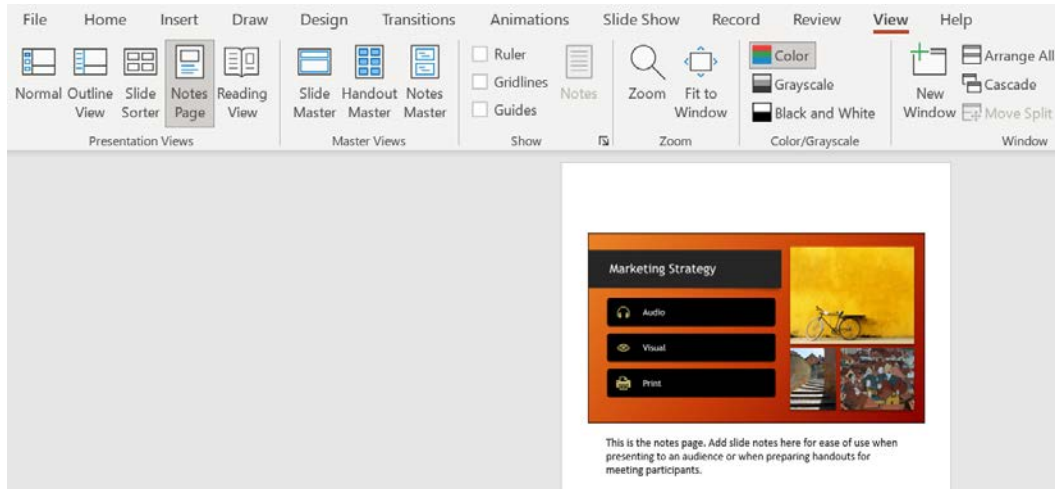 File Home Insert Draw Design Transitions Animations Slide Show Record Review View Help
Normal
Outline View
Slide Sorter
Notes Page
Reading View
Presentation Views
Slide Master
Handout Master
Notes Master
Master Views
Ruler
Gridlines
Guides
Notes
Show
Zoom
Fit to Window
Zoom
Color
Grayscale
Black and White
Color/Grayscale
New Window
Arrange All
Cascade
Move Split
Window
Marketing Strategy
Audio
Visual
Print
This is the notes page. Add slide notes here for ease of use when
presenting to an audience or when preparing handouts for
meeting participants.